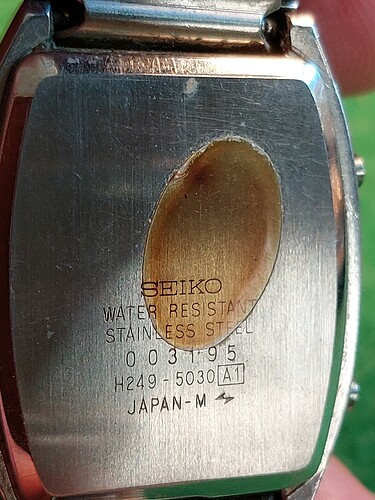 SEIKO
WATER RESISTANT
STAINLESS STEEL
003195
H249-5030 A1
JAPAN-M